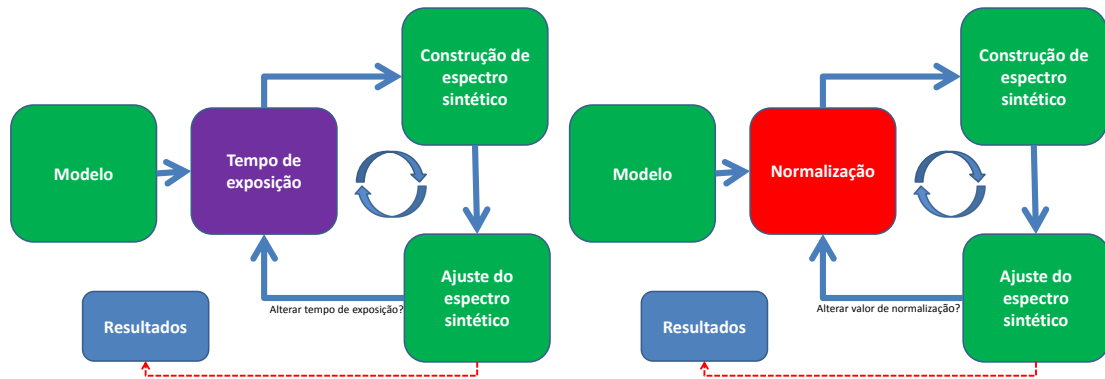 Modelo
Tempo de
exposição
Construção de
espectro
sintético
Ajuste do
espectro
sintético
Alterar tempo de exposição?
Resultados
Modelo
Normalização
Construção de
espectro
sintético
Ajuste do
espectro
sintético
Alterar valor de normalização?
Resultados